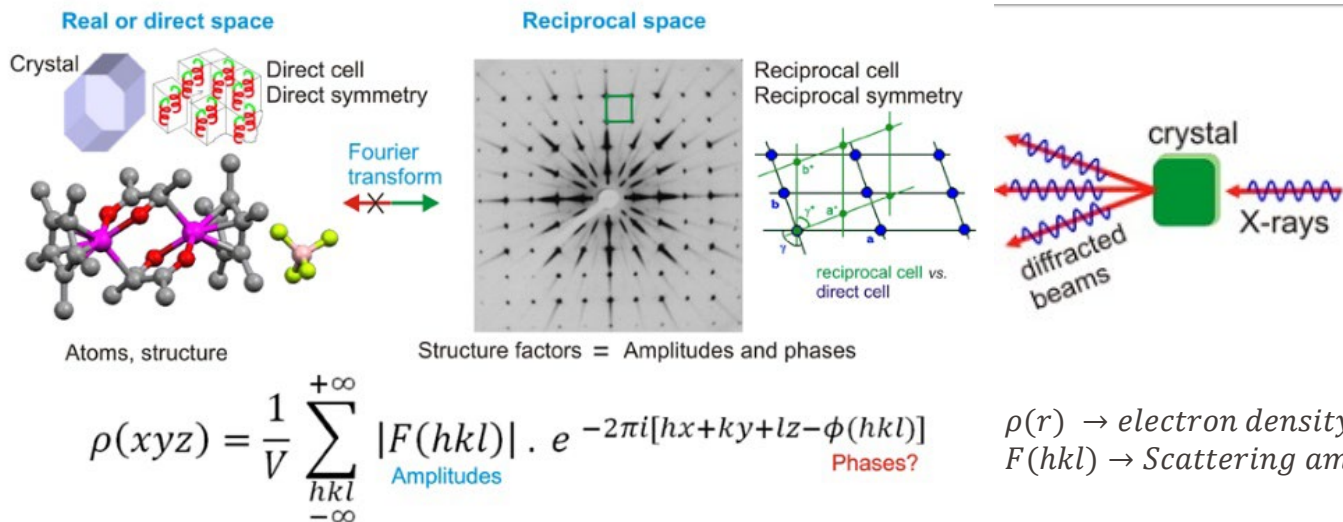 Real or direct space
Reciprocal space
Crystal
Direct cell
Direct symmetry
Fourier
transform
Reciprocal cell
Reciprocal symmetry
b*
γ*
a*
b
a
γ
reciprocal cell vs.
direct cell
crystal
X-rays
diffracted
beams
Atoms, structure
Structure factors = Amplitudes and phases
ρ(xyz) = 1/V +∞ ∑ hkl -∞ |F(hkl)| . e -2πi[hx+ky+lz-ϕ(hkl)]
Amplitudes
Phases?
ρ(r) → electron density
F(hkl) → Scattering am